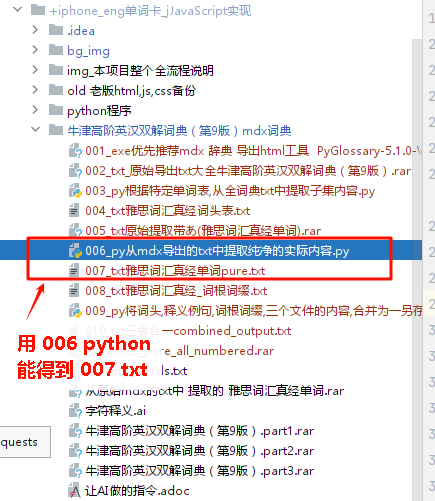 +iphone_eng单词卡_jJavaScript实现
.idea
bg_img
img_本项目整个全流程说明
old 老版html,js,css备份
python程序
牛津高阶英汉双解词典（第9版）mdx词典
001_exe优先推荐mdx 辞典 导出html工具  PyGlossary-5.1.0-V
002_txt_原始导出txt大全牛津高阶英汉双解词典（第9版）.rar
003_py根据特定单词表,从全词典txt中提取子集内容.py
004_txt雅思词汇真经词头表.txt
005_txt原始提取带あ(雅思词汇真经单词).rar
006_py从mdx导出的txt中提取纯净的实际内容.py
007_txt雅思词汇真经单词pure.txt
008_txt雅思词汇真经_词根词缀.txt
009_py将词头,释义例句,词根词缀,三个文件的内容,合并为一另存
combined_output.txt
re_all_numbered.rar
rds.txt
从原始mdx的txt中 提取的 雅思词汇真经单词.rar
字符释义.ai
牛津高阶英汉双解词典（第9版）.part1.rar
牛津高阶英汉双解词典（第9版）.part2.rar
牛津高阶英汉双解词典（第9版）.part3.rar
让AI做的指令.adoc
用 006 python
能得到 007 txt
quests